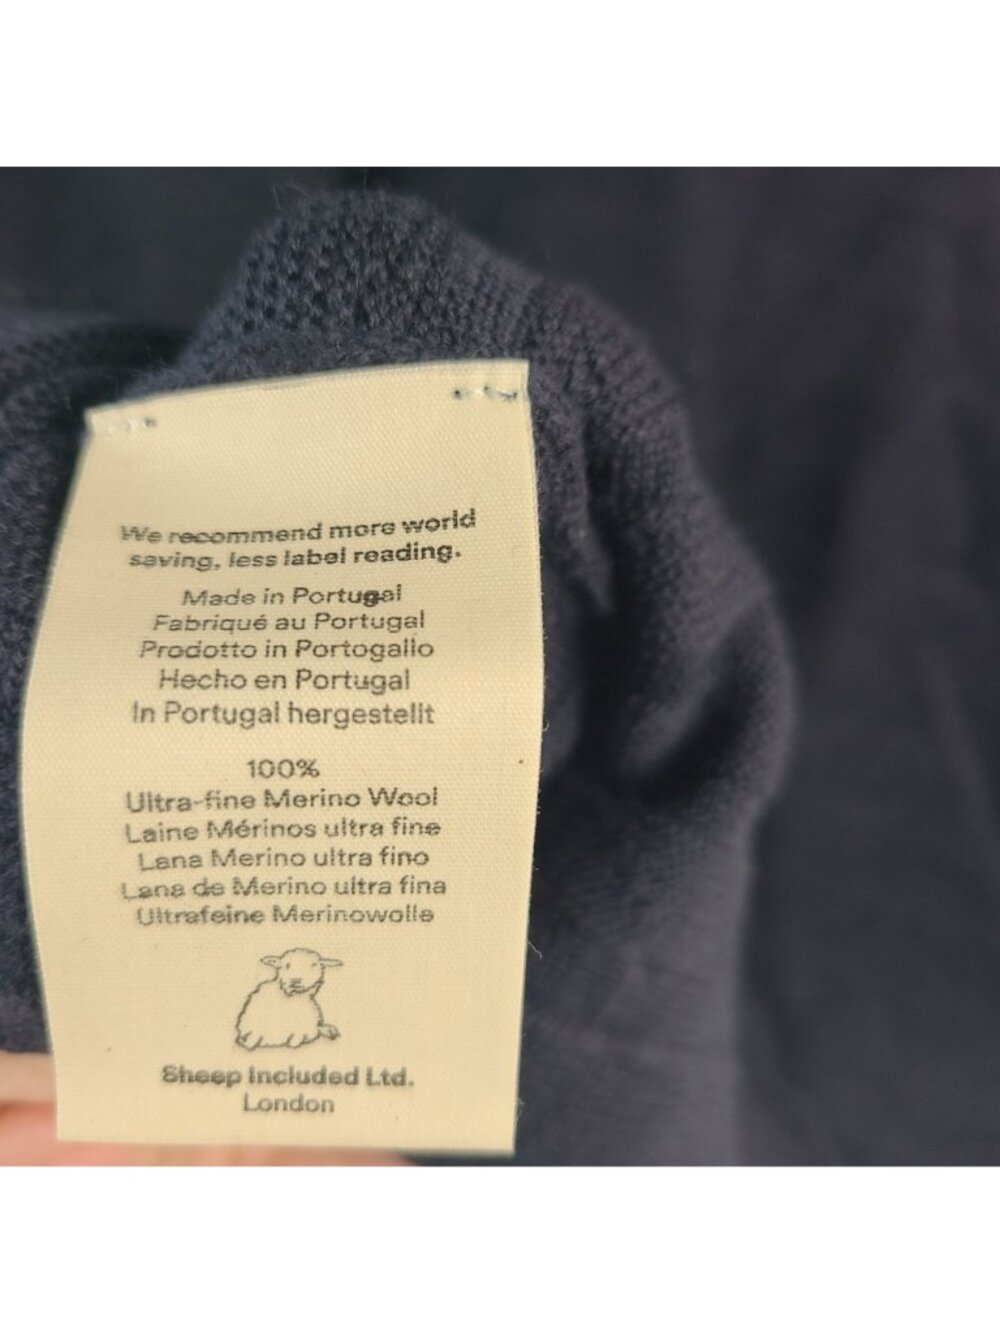 We recommend more world
saving, less label reading.
Made in Portugal
Fabriqué au Portugal
Prodotto in Portogallo
Hecho en Portugal
In Portugal hergestellt
100%
Ultra-fine Merino Wool
Laine Mérinos ultra fine
Lana Merino ultra fino
Lana de Merino ultra fina
Ultrafeine Merinowolle
Sheep Included Ltd.
London